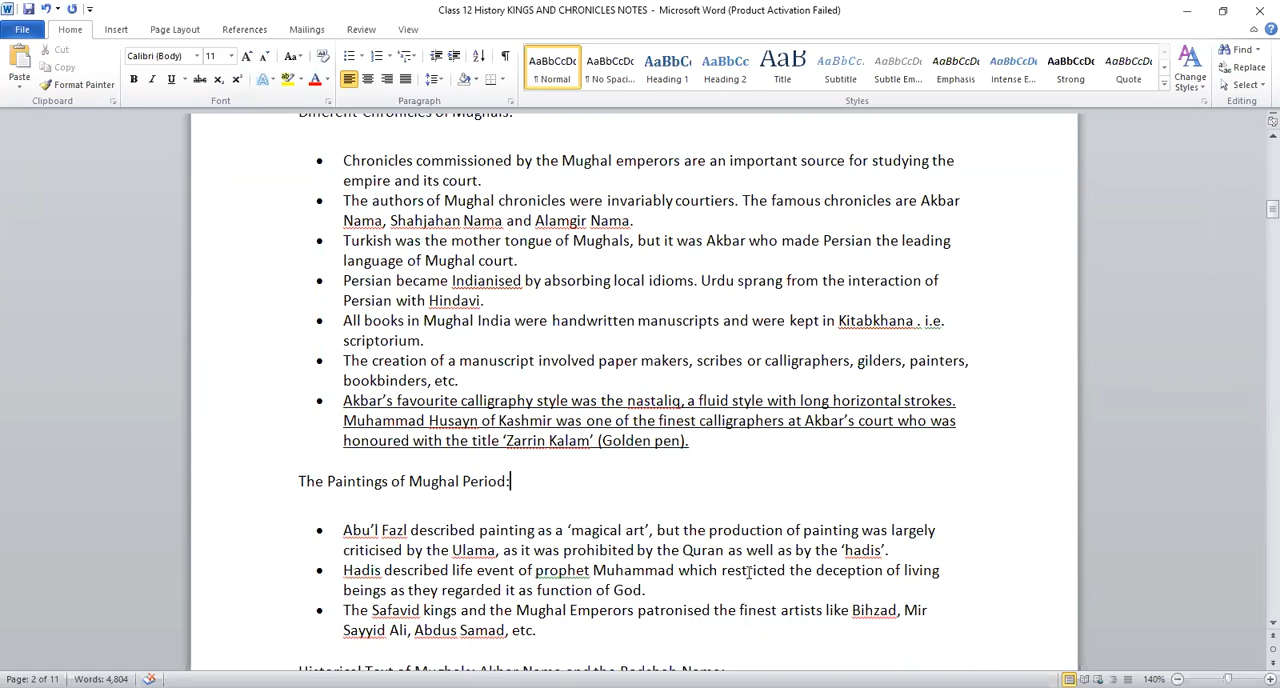 Class 12 History KINGS AND CHRONICLES NOTES - Microsoft Word (Product Activation Failed)
File Home Insert Page Layout References Mailings Review View
Cut
Copy
Format Painter
Paste
Clipboard
Calibri (Body) 11
Font
Paragraph
AaBbCcDc AaBbCcDc AaBbCc AaBbCc AaB AaBbCc. AaBbCcDc AaBbCcDc AaBbCcDc AaBbCcDc AaBbCcDc
¶ Normal ¶ No Spaci... Heading 1 Heading 2 Title Subtitle Subtle Em... Emphasis Intense E... Strong Quote
Styles
Change Styles
Find
Replace
Select
Editing
Different Chronicles of Mughals:
• Chronicles commissioned by the Mughal emperors are an important source for studying the
empire and its court.
• The authors of Mughal chronicles were invariably courtiers. The famous chronicles are Akbar
Nama, Shahjahan Nama and Alamgir Nama.
• Turkish was the mother tongue of Mughals, but it was Akbar who made Persian the leading
language of Mughal court.
• Persian became Indianised by absorbing local idioms. Urdu sprang from the interaction of
Persian with Hindavi.
• All books in Mughal India were handwritten manuscripts and were kept in Kitabkhana . i.e.
scriptorium.
• The creation of a manuscript involved paper makers, scribes or calligraphers, gilders, painters,
bookbinders, etc.
• Akbar’s favourite calligraphy style was the nastaliq, a fluid style with long horizontal strokes.
Muhammad Husayn of Kashmir was one of the finest calligraphers at Akbar’s court who was
honoured with the title ‘Zarrin Kalam’ (Golden pen).
The Paintings of Mughal Period:
• Abu’l Fazl described painting as a ‘magical art’, but the production of painting was largely
criticised by the Ulama, as it was prohibited by the Quran as well as by the ‘hadis’.
• Hadis described life event of prophet Muhammad which restricted the deception of living
beings as they regarded it as function of God.
• The Safavid kings and the Mughal Emperors patronised the finest artists like Bihzad, Mir
Sayyid Ali, Abdus Samad, etc.
Historical Text of Mughals: Akbar Nama and the Badshah Nama:
Page: 2 of 11 Words: 4,804 140%